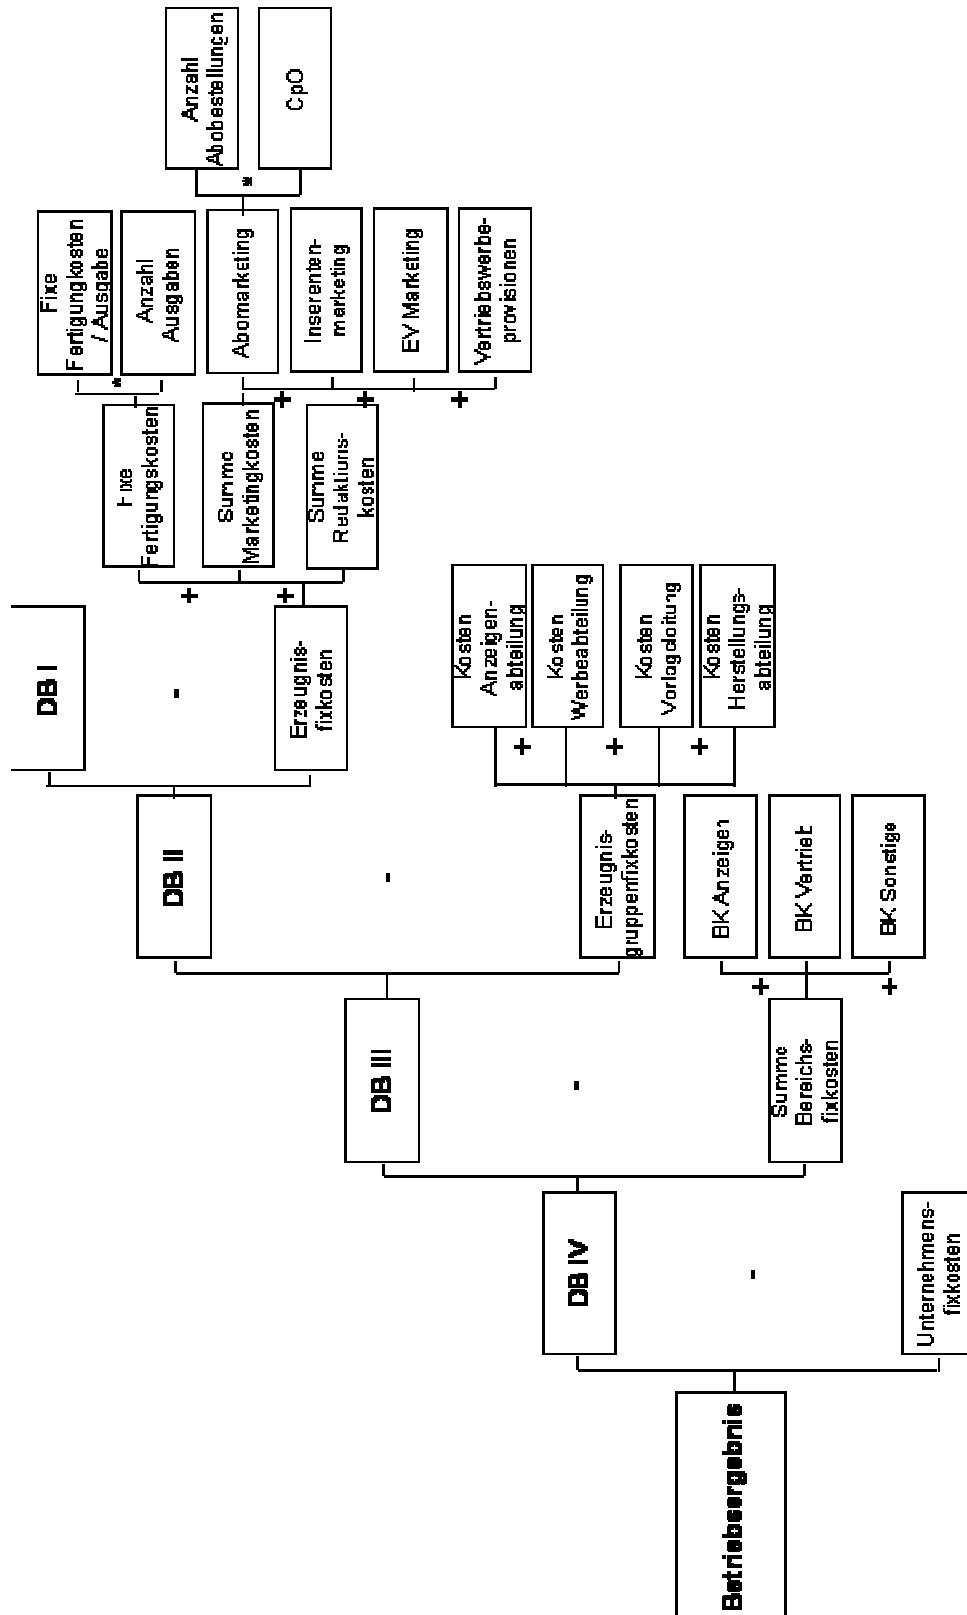 Betriebsergebnis
DB IV
-
Unternehmens-
fixkosten
DB III
-
Summe
Bereichs-
fixkosten
DB II
-
Erzeugnis-
gruppenfixkosten
+
+
BK Anzeigen
BK Vertrieb
BK Sonstige
DB I
-
Erzeugnis-
fixkosten
+
+
+
Kosten
Anzeigen-
abteilung
Kosten
Werbeabteilung
Kosten
Verlagsleitung
Kosten
Herstellungs-
abteilung
+
+
Fixe
Fertigungskosten
Summe
Marketingkosten
Summe
Redaktions-
kosten
*
+
+
+
Fixe
Fertigungkosten
/ Ausgabe
Anzahl
Ausgaben
Abomarketing
Inserenten-
marketing
EV Marketing
Vertriebswerbe-
provisionen
*
Anzahl
Abobestellungen
CpO